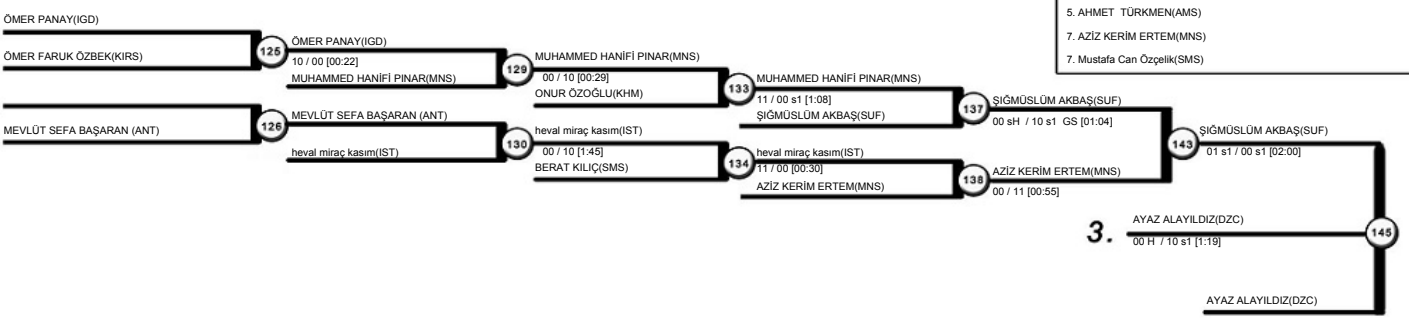 5. AHMET TÜRKMEN(AMS)
7. AZİZ KERİM ERTEM(MNS)
7. Mustafa Can Özçelik(SMS)
ÖMER PANAY(IGD)
ÖMER FARUK ÖZBEK(KIRS)
125
ÖMER PANAY(IGD)
10 / 00 [00:22]
MUHAMMED HANİFİ PINAR(MNS)
129
MUHAMMED HANİFİ PINAR(MNS)
00 / 10 [00:29]
ONUR ÖZOĞLU(KHM)
133
MUHAMMED HANİFİ PINAR(MNS)
11 / 00 s1 [1:08]
ŞIĞMÜSLÜM AKBAŞ(SUF)
137
ŞIĞMÜSLÜM AKBAŞ(SUF)
00 sH / 10 s1 GS [01:04]
MEVLÜT SEFA BAŞARAN (ANT)
126
MEVLÜT SEFA BAŞARAN (ANT)
heval miraç kasım(IST)
130
heval miraç kasım(IST)
00 / 10 [1:45]
BERAT KILIÇ(SMS)
134
heval miraç kasım(IST)
11 / 00 [00:30]
AZİZ KERİM ERTEM(MNS)
138
AZİZ KERİM ERTEM(MNS)
00 / 11 [00:55]
143
ŞIĞMÜSLÜM AKBAŞ(SUF)
01 s1 / 00 s1 [02:00]
3.
AYAZ ALAYILDIZ(DZC)
00 H / 10 s1 [1:19]
145
AYAZ ALAYILDIZ(DZC)